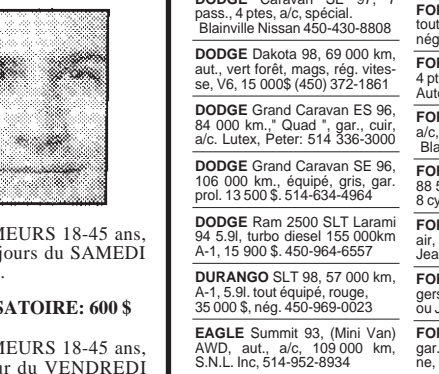 MEURS 18-45 ans,
jours du SAMEDI
SATOIRE: 600 $
MEURS 18-45 ans,
ur du VENDREDI
DODGE Caravan SE 97, 7
pass., 4 ptes, a/c, spécial.
Blainville Nissan 450-430-8808
DODGE Dakota 98, 69 000 km,
aut., vert forêt, mags, rég. vites-
se, V6, 15 000$ (450) 372-1861
DODGE Grand Caravan ES 96,
84 000 km.," Quad ", gar., cuir,
a/c. Lutex, Peter: 514 336-3000
DODGE Grand Caravan SE 96,
106 000 km., équipé, gris, gar.
prol. 13 500 $. 514-634-4964
DODGE Ram 2500 SLT Larami
94 5.9l, turbo diesel 155 000km
A-1, 15 900 $. 450-964-6557
DURANGO SLT 98, 57 000 km,
A-1, 5.9l. tout équipé, rouge,
35 000 $, nég. 450-969-0023
EAGLE Summit 93, (Mini Van)
AWD, aut., a/c, 109 000 km,
S.N.L. Inc, 514-952-8934
tout
nég
4 pt
Aut
a/c,
Bla
88 5
8 cy
air,
Jea
gers
ou J
gar.
ne,